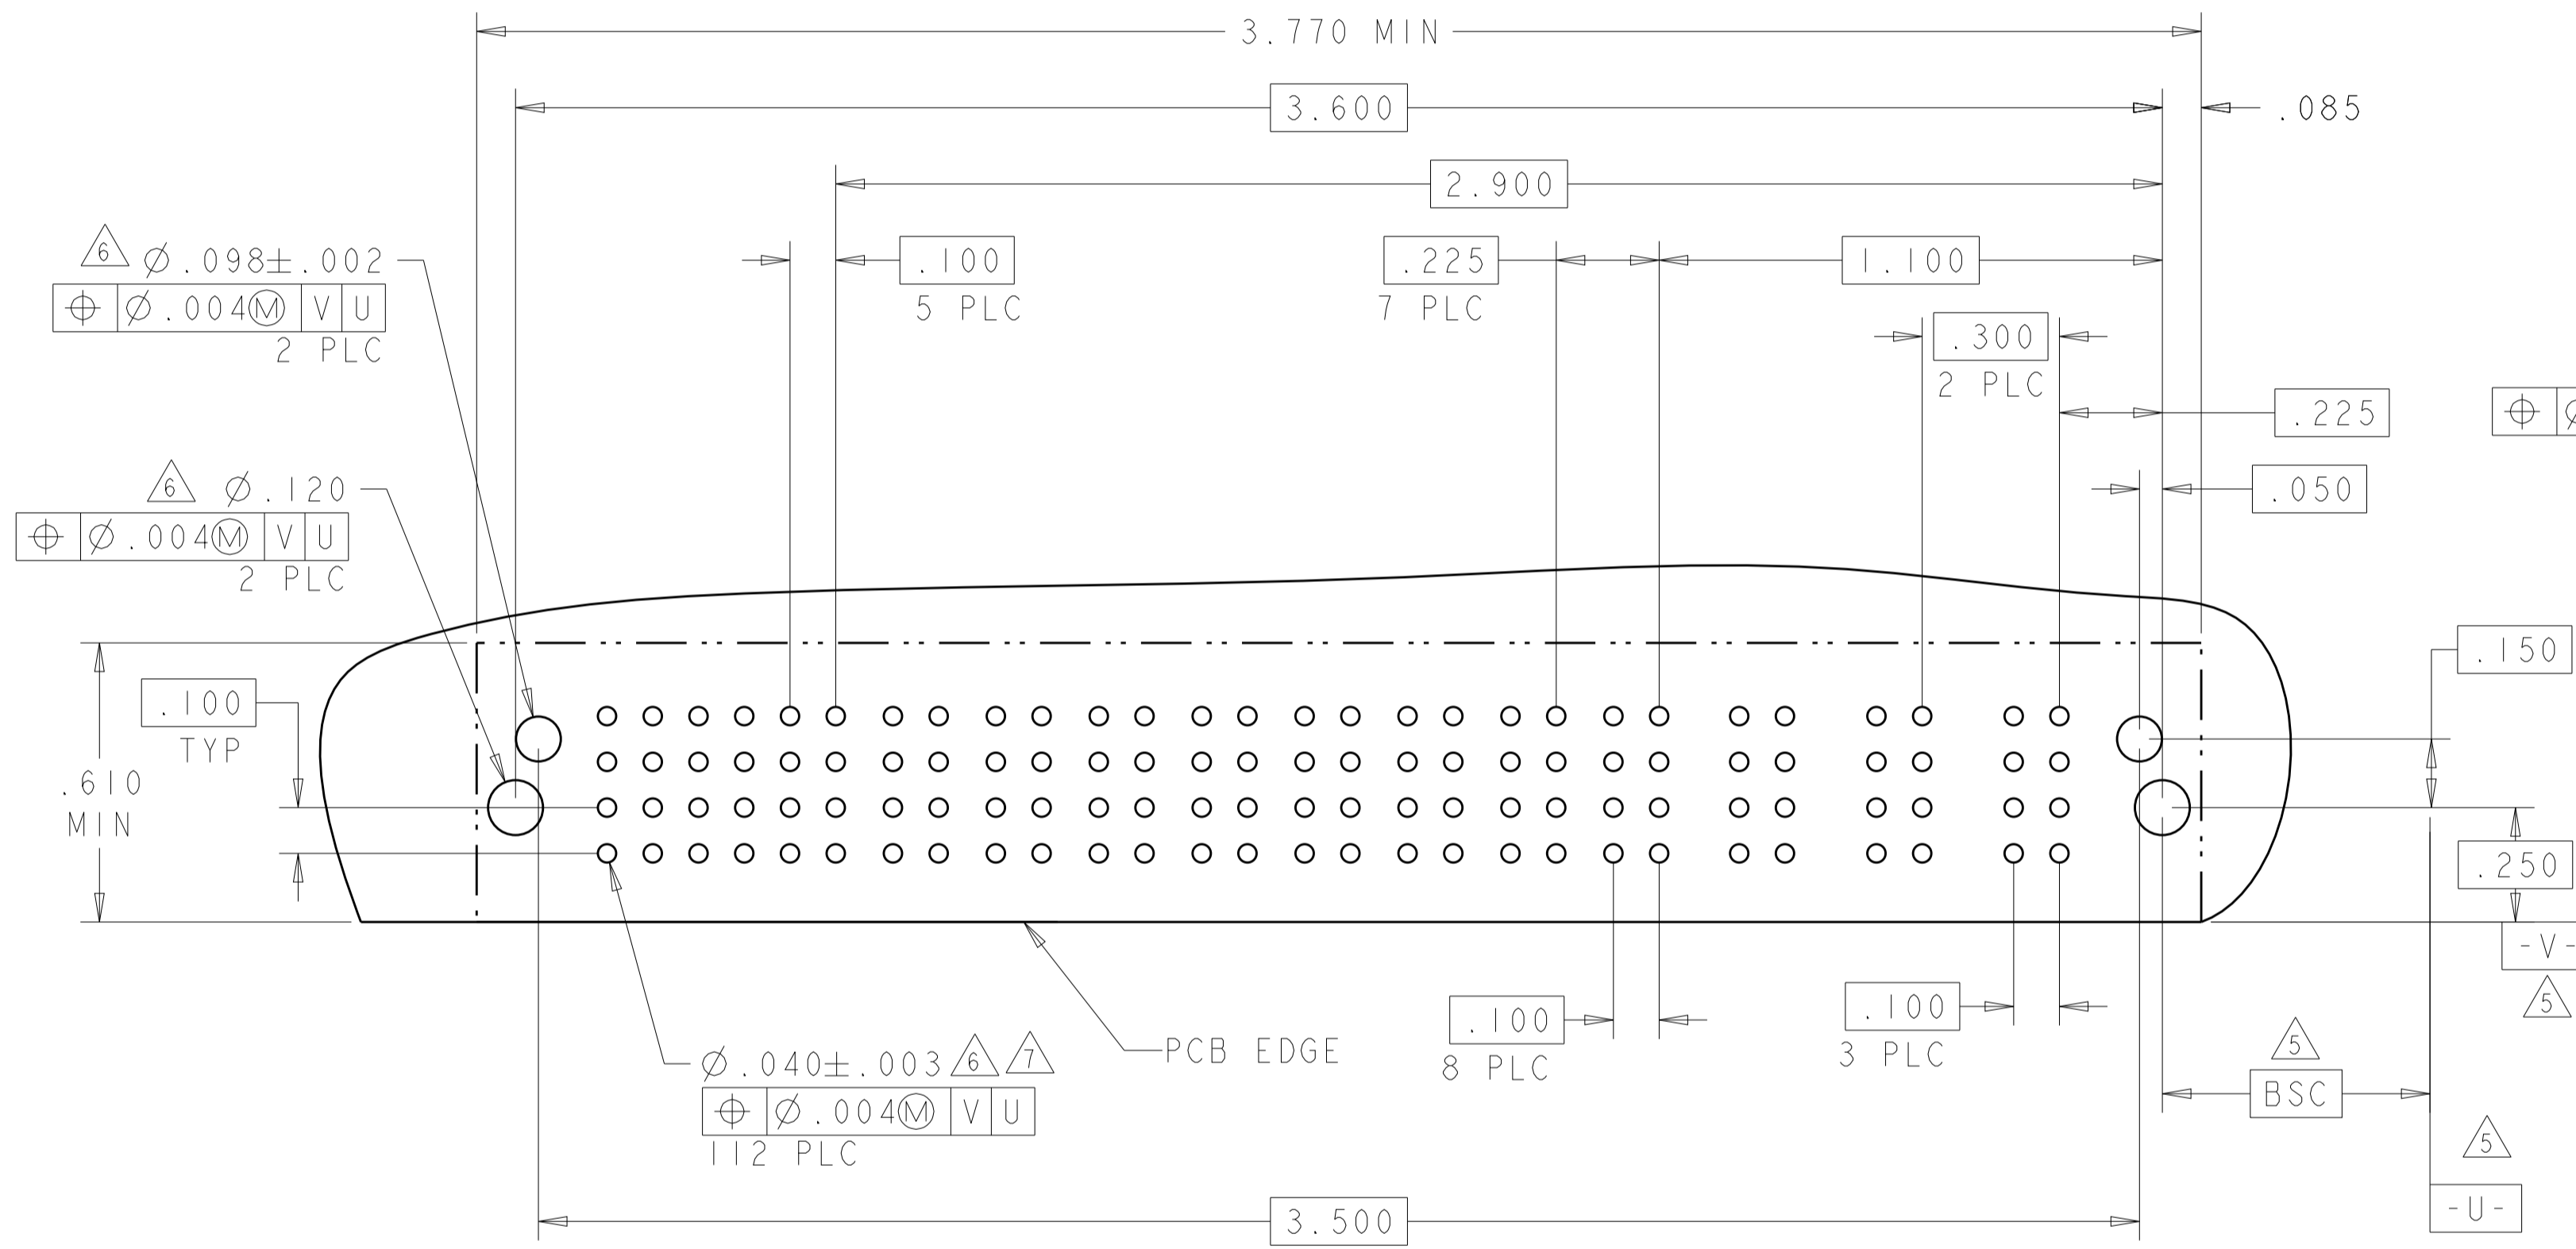 3.770 MIN
3.600
.085
2.900
6 Ø.098±.002
⌖ Ø.004Ⓜ V U
2 PLC
.100
5 PLC
.225
7 PLC
1.100
.300
2 PLC
.225
⌖ Ø
6 Ø.120
⌖ Ø.004Ⓜ V U
2 PLC
.050
.150
.100
TYP
.610
MIN
.250
-V-
5
.100
8 PLC
.100
3 PLC
PCB EDGE
Ø.040±.003 6 7
⌖ Ø.004Ⓜ V U
112 PLC
5
BSC
5
-U-
3.500